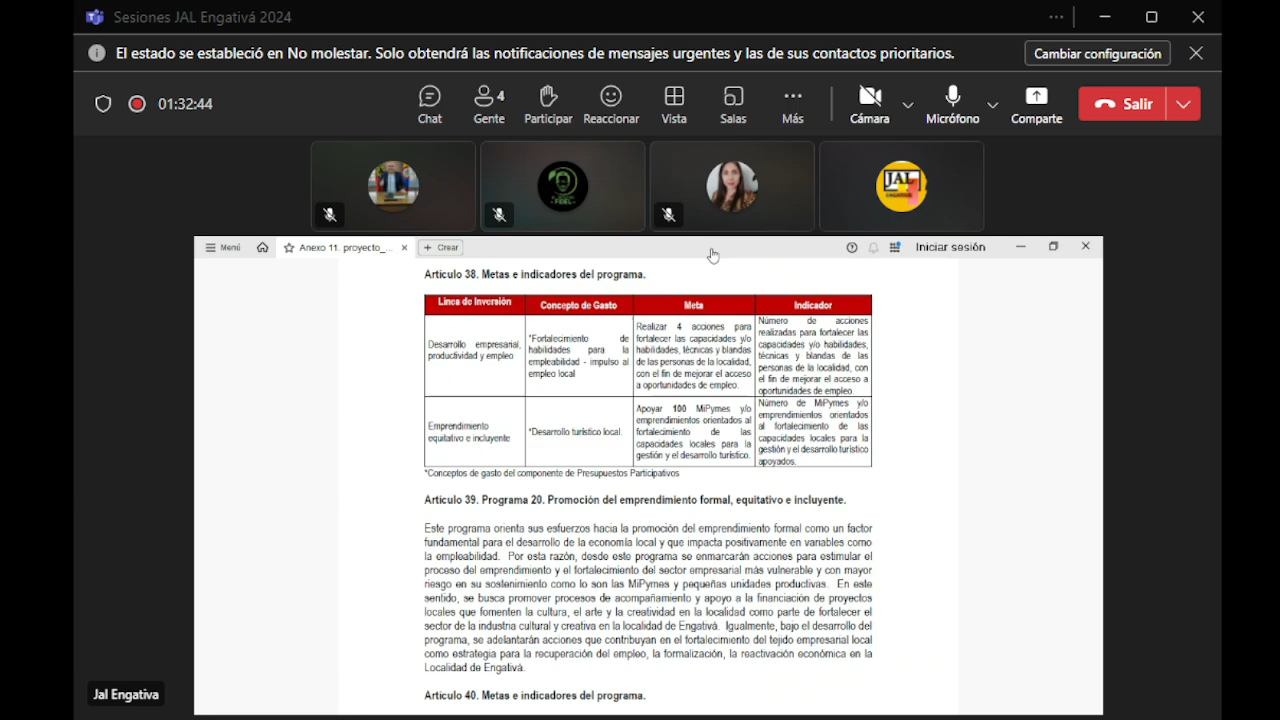 Sesiones JAL Engativá 2024
El estado se estableció en No molestar. Solo obtendrá las notificaciones de mensajes urgentes y las de sus contactos prioritarios.
Cambiar configuración
01:32:44
Chat
4
Gente
Participar
Reaccionar
Vista
Salas
Más
Cámara
Micrófono
Comparte
Salir
FIDEL
JAL
ENGATIVÁ
Menú
Anexo 11. proyecto_...
+ Crear
Iniciar sesión
Artículo 38. Metas e indicadores del programa.
Línea de Inversión
Concepto de Gasto
Meta
Indicador
Desarrollo empresarial,
productividad y empleo
*Fortalecimiento de
habilidades para la
empleabilidad - impulso al
empleo local
Realizar 4 acciones para
fortalecer las capacidades y/o
habilidades, técnicas y blandas
de las personas de la localidad,
con el fin de mejorar el acceso
a oportunidades de empleo.
Número de acciones
realizadas para fortalecer las
capacidades y/o habilidades,
técnicas y blandas de las
personas de la localidad, con
el fin de mejorar el acceso a
oportunidades de empleo.
Emprendimiento
equitativo e incluyente
*Desarrollo turístico local.
Apoyar 100 MiPymes y/o
emprendimientos orientados al
fortalecimiento de las
capacidades locales para la
gestión y el desarrollo turístico.
Número de MiPymes y/o
emprendimientos orientados
al fortalecimiento de las
capacidades locales para la
gestión y el desarrollo turístico
apoyados.
*Conceptos de gasto del componente de Presupuestos Participativos
Artículo 39. Programa 20. Promoción del emprendimiento formal, equitativo e incluyente.
Este programa orienta sus esfuerzos hacia la promoción del emprendimiento formal como un factor
fundamental para el desarrollo de la economía local y que impacta positivamente en variables como
la empleabilidad. Por esta razón, desde este programa se enmarcarán acciones para estimular el
proceso del emprendimiento y el fortalecimiento del sector empresarial más vulnerable y con mayor
riesgo en su sostenimiento como lo son las MiPymes y pequeñas unidades productivas. En este
sentido, se busca promover procesos de acompañamiento y apoyo a la financiación de proyectos
locales que fomenten la cultura, el arte y la creatividad en la localidad como parte de fortalecer el
sector de la industria cultural y creativa en la localidad de Engativá. Igualmente, bajo el desarrollo del
programa, se adelantarán acciones que contribuyan en el fortalecimiento del tejido empresarial local
como estrategia para la recuperación del empleo, la formalización, la reactivación económica en la
Localidad de Engativá.
Artículo 40. Metas e indicadores del programa.
Jal Engativa